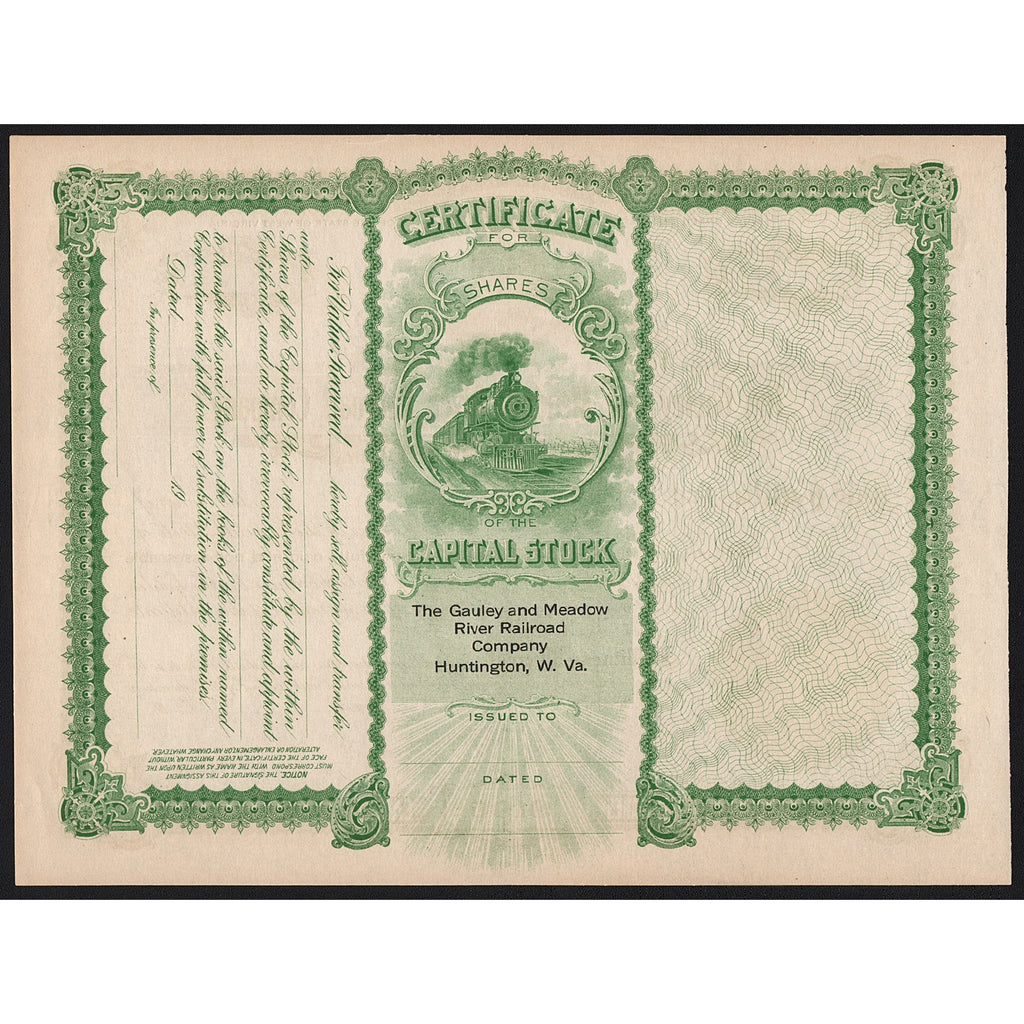 CERTIFICATE
FOR
SHARES
OF THE
CAPITAL STOCK
The Gauley and Meadow
River Railroad
Company
Huntington, W. Va.
ISSUED TO
DATED
For Value Received, hereby sell, assign and transfer
unto
Shares of the Capital Stock represented by the within
Certificate, and do hereby irrevocably constitute and appoint
to transfer the said Stock on the books of the within named
Corporation with full power of substitution in the premises.
Dated 19
In presence of
NOTICE. THE SIGNATURE OF THIS ASSIGNMENT
MUST CORRESPOND WITH THE NAME AS WRITTEN UPON THE
FACE OF THE CERTIFICATE, IN EVERY PARTICULAR, WITHOUT
ALTERATION OR ENLARGEMENT, OR ANY CHANGE WHATEVER.